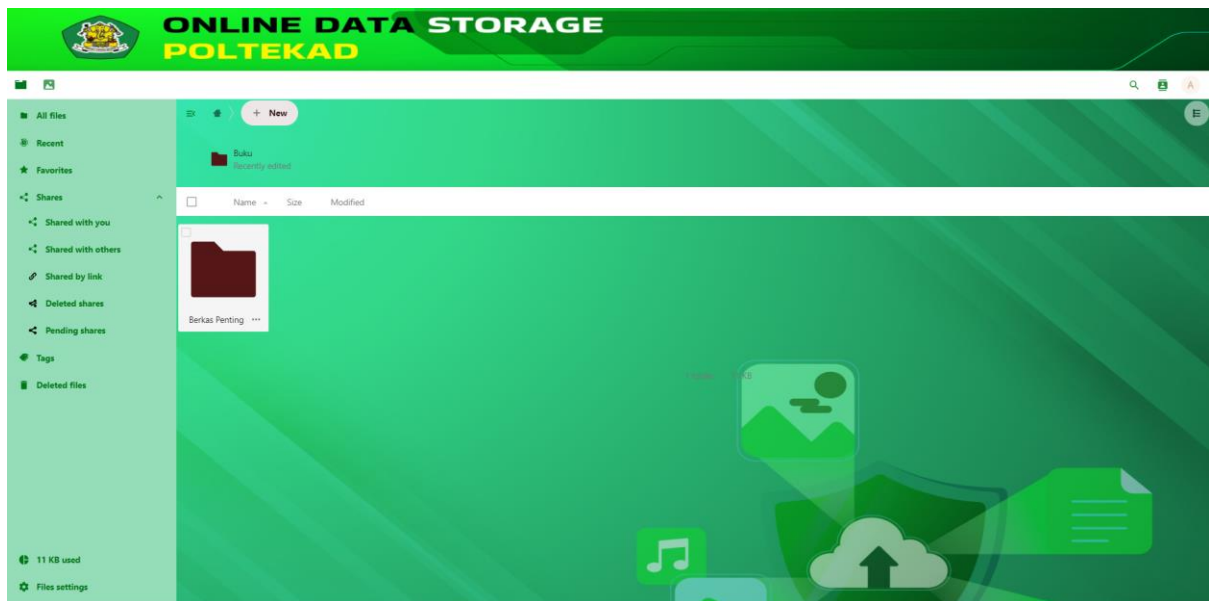 ONLINE DATA STORAGE
POLTEKAD
A
All files
Recent
Favorites
Shares
Shared with you
Shared with others
Shared by link
Deleted shares
Pending shares
Tags
Deleted files
11 KB used
Files settings
+ New
Buku
Recently edited
Name Size Modified
Berkas Penting ...
KB